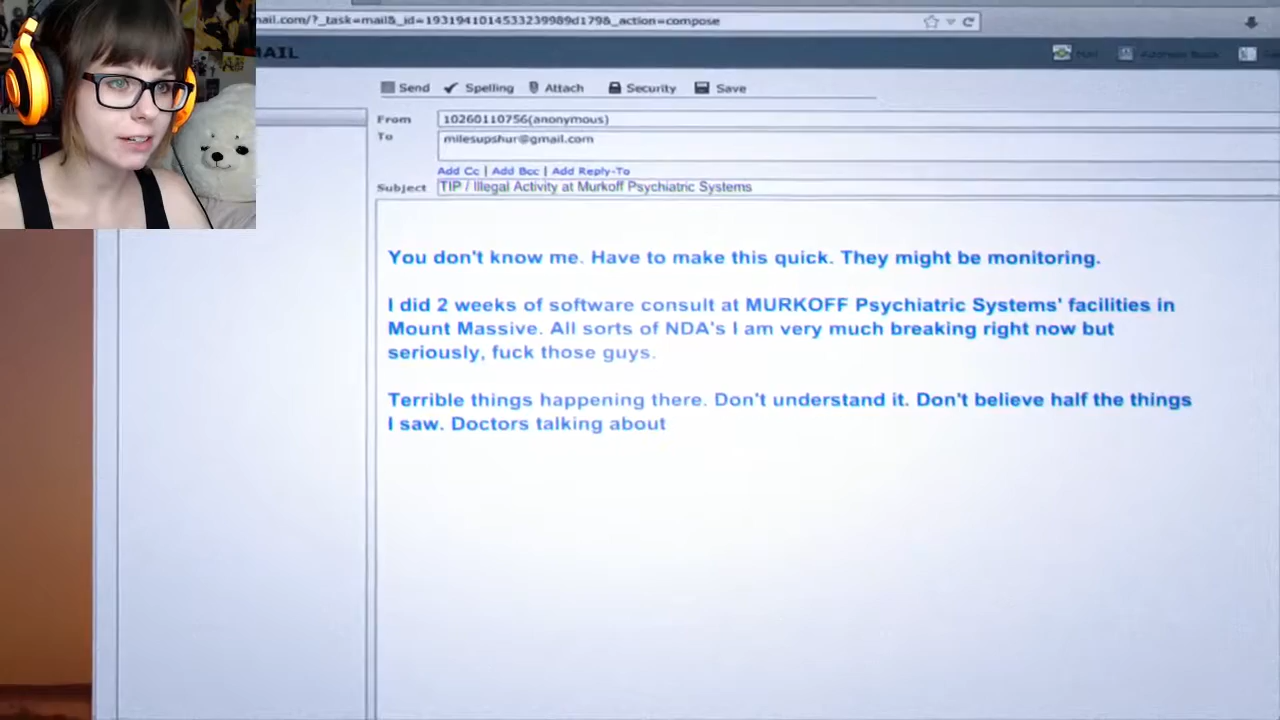 ail.com/?_task=mail&_id=1931941014533239989d179&_action=compose
AIL
Send Spelling Attach Security Save
From 10260110756(anonymous)
To milesupshur@gmail.com
Add Cc | Add Bcc | Add Reply-To
Subject TIP / Illegal Activity at Murkoff Psychiatric Systems
You don't know me. Have to make this quick. They might be monitoring.
I did 2 weeks of software consult at MURKOFF Psychiatric Systems' facilities in
Mount Massive. All sorts of NDA's I am very much breaking right now but
seriously, fuck those guys.
Terrible things happening there. Don't understand it. Don't believe half the things
I saw. Doctors talking about